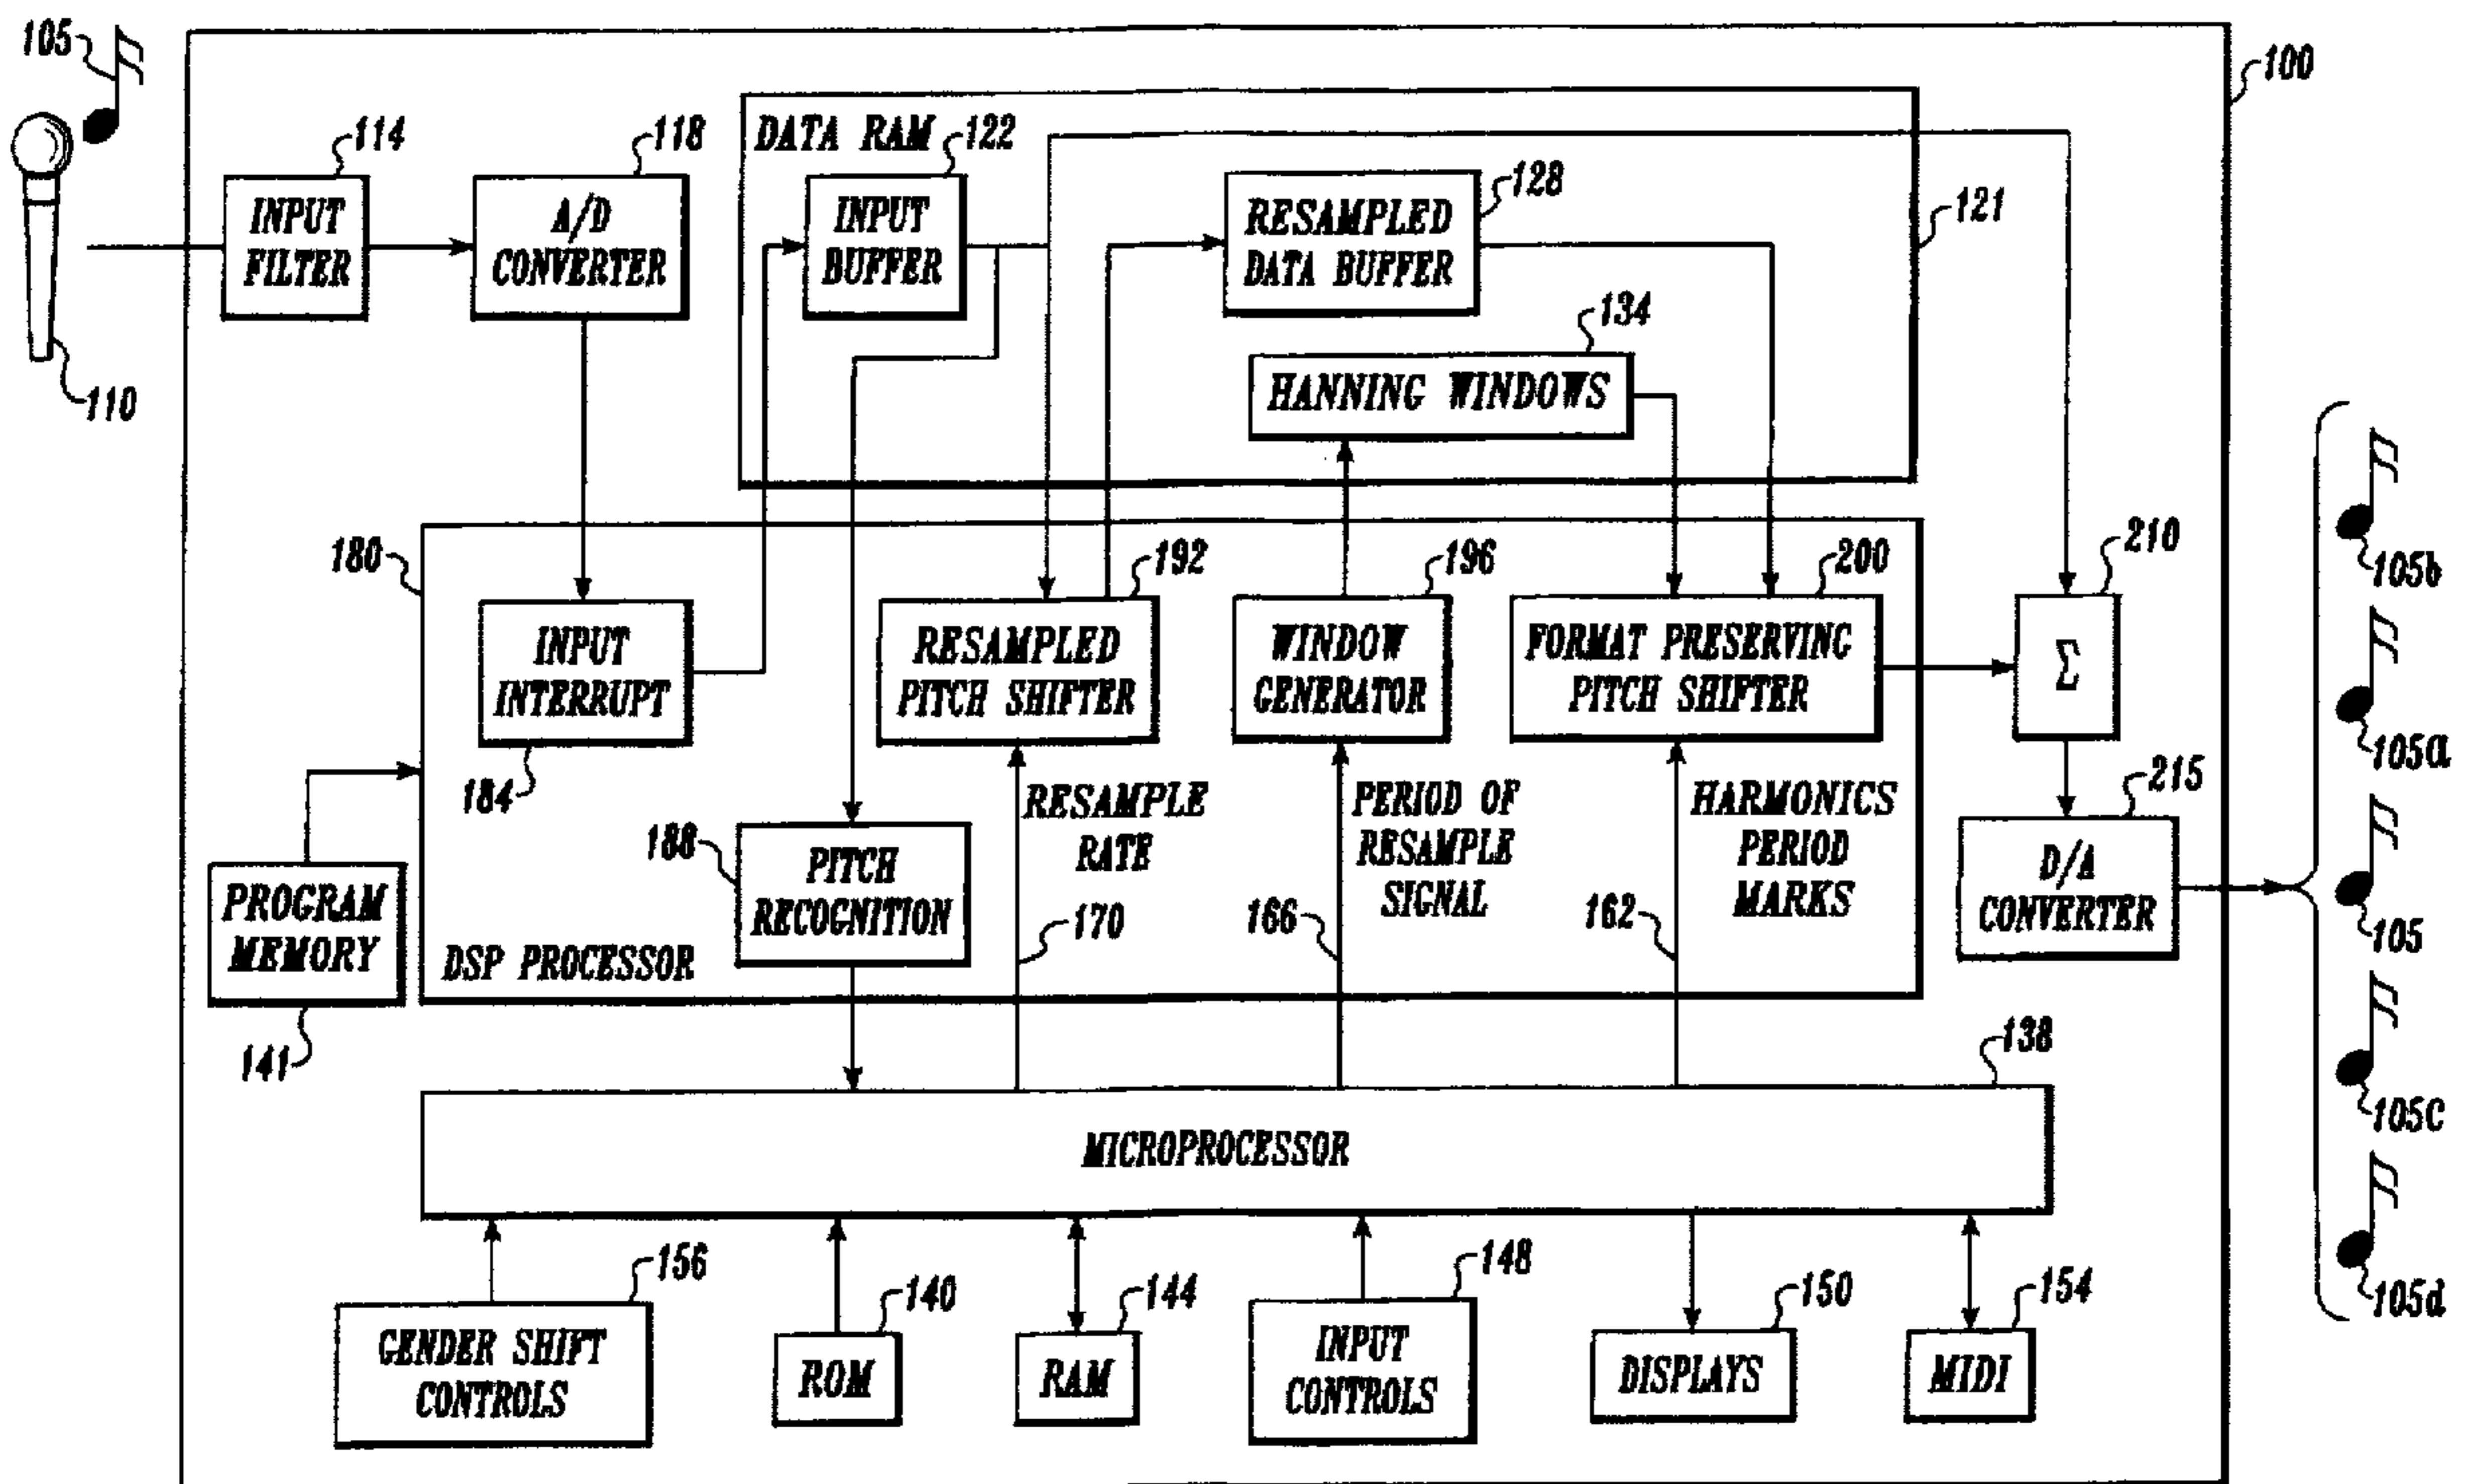 105
100
114
118
DATA RAM
122
INPUT
FILTER
A/D
CONVERTER
INPUT
BUFFER
RESAMPLED
DATA BUFFER
128
121
134
HANNING WINDOWS
110
105b
180
192
196
200
210
INPUT
INTERRUPT
RESAMPLED
PITCH SHIFTER
WINDOW
GENERATOR
FORMAT PRESERVING
PITCH SHIFTER
Σ
105a
184
RESAMPLE
RATE
PERIOD OF
RESAMPLE
SIGNAL
HARMONICS
PERIOD
MARKS
215
188
PITCH
RECOGNITION
D/A
CONVERTER
PROGRAM
MEMORY
170
166
162
105
DSP PROCESSOR
141
138
105c
MICROPROCESSOR
156
140
144
148
150
154
105d
GENDER SHIFT
CONTROLS
ROM
RAM
INPUT
CONTROLS
DISPLAYS
MIDI